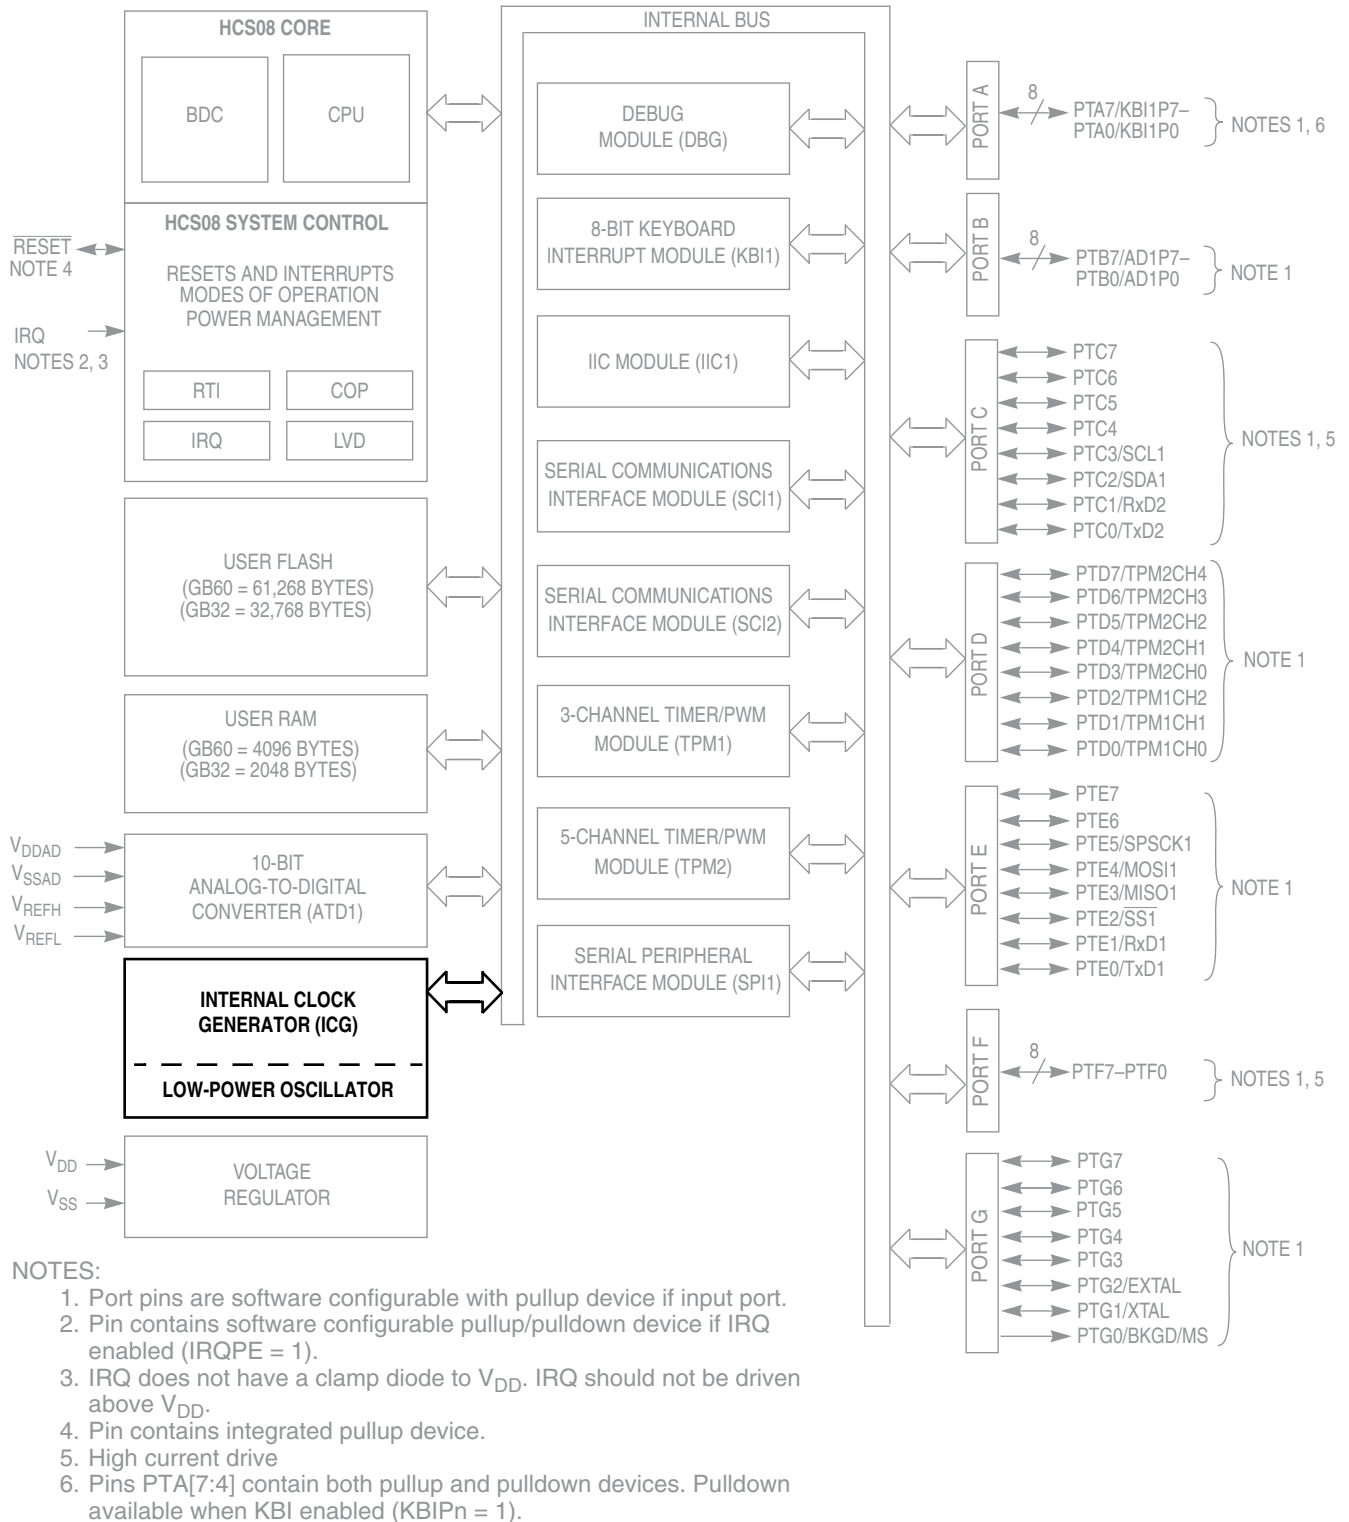 HCS08 CORE
BDC
CPU
HCS08 SYSTEM CONTROL
RESETS AND INTERRUPTS
MODES OF OPERATION
POWER MANAGEMENT
RTI
COP
IRQ
LVD
RESET
NOTE 4
IRQ
NOTES 2, 3
USER FLASH
(GB60 = 61,268 BYTES)
(GB32 = 32,768 BYTES)
USER RAM
(GB60 = 4096 BYTES)
(GB32 = 2048 BYTES)
VDDAD
VSSAD
VREFH
VREFL
10-BIT
ANALOG-TO-DIGITAL
CONVERTER (ATD1)
INTERNAL CLOCK
GENERATOR (ICG)
LOW-POWER OSCILLATOR
VDD
VSS
VOLTAGE
REGULATOR
INTERNAL BUS
DEBUG
MODULE (DBG)
8-BIT KEYBOARD
INTERRUPT MODULE (KBI1)
IIC MODULE (IIC1)
SERIAL COMMUNICATIONS
INTERFACE MODULE (SCI1)
SERIAL COMMUNICATIONS
INTERFACE MODULE (SCI2)
3-CHANNEL TIMER/PWM
MODULE (TPM1)
5-CHANNEL TIMER/PWM
MODULE (TPM2)
SERIAL PERIPHERAL
INTERFACE MODULE (SPI1)
PORT A
8
PTA7/KBI1P7–
PTA0/KBI1P0
NOTES 1, 6
PORT B
8
PTB7/AD1P7–
PTB0/AD1P0
NOTE 1
PORT C
PTC7
PTC6
PTC5
PTC4
PTC3/SCL1
PTC2/SDA1
PTC1/RxD2
PTC0/TxD2
NOTES 1, 5
PORT D
PTD7/TPM2CH4
PTD6/TPM2CH3
PTD5/TPM2CH2
PTD4/TPM2CH1
PTD3/TPM2CH0
PTD2/TPM1CH2
PTD1/TPM1CH1
PTD0/TPM1CH0
NOTE 1
PORT E
PTE7
PTE6
PTE5/SPSCK1
PTE4/MOSI1
PTE3/MISO1
PTE2/SS1
PTE1/RxD1
PTE0/TxD1
NOTE 1
PORT F
8
PTF7–PTF0
NOTES 1, 5
PORT G
PTG7
PTG6
PTG5
PTG4
PTG3
PTG2/EXTAL
PTG1/XTAL
PTG0/BKGD/MS
NOTE 1
NOTES:
1. Port pins are software configurable with pullup device if input port.
2. Pin contains software configurable pullup/pulldown device if IRQ
enabled (IRQPE = 1).
3. IRQ does not have a clamp diode to VDD. IRQ should not be driven
above VDD.
4. Pin contains integrated pullup device.
5. High current drive
6. Pins PTA[7:4] contain both pullup and pulldown devices. Pulldown
available when KBI enabled (KBIPn = 1).